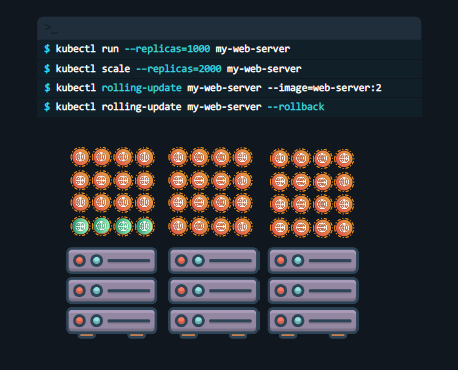 >_
$ kubectl run --replicas=1000 my-web-server
$ kubectl scale --replicas=2000 my-web-server
$ kubectl rolling-update my-web-server --image=web-server:2
$ kubectl rolling-update my-web-server --rollback